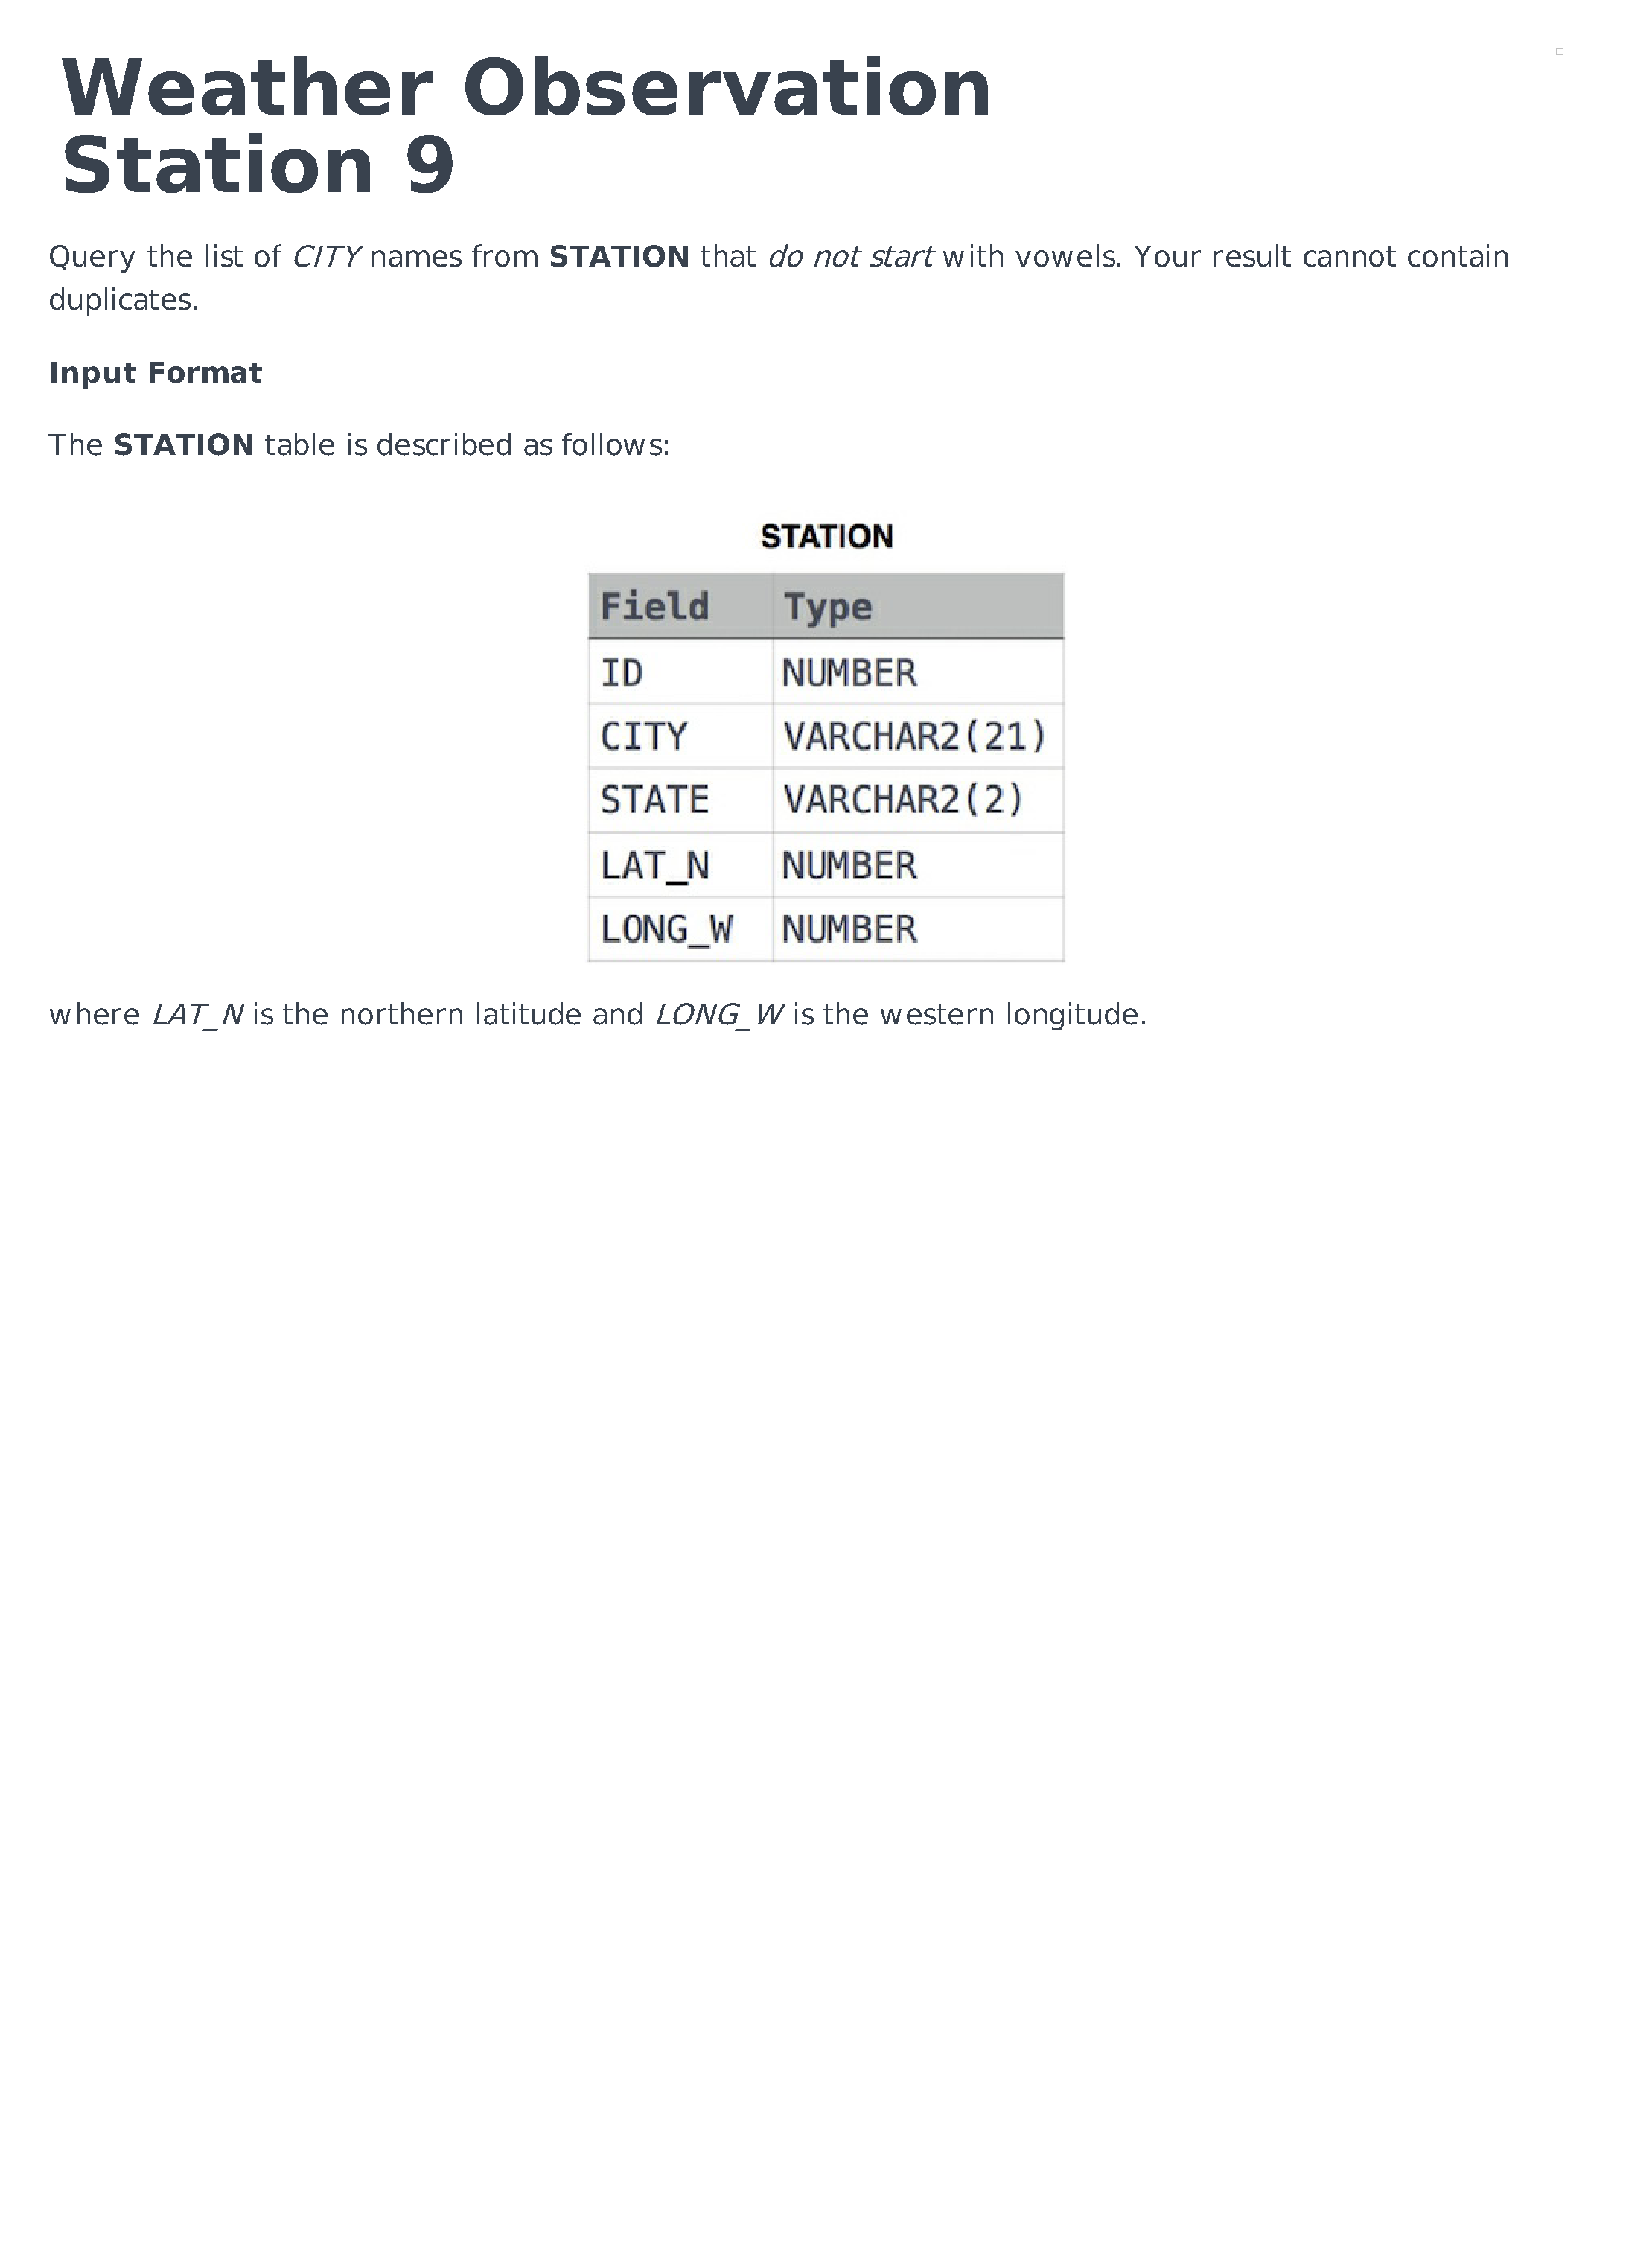 Weather Observation
Station 9
Query the list of CITY names from STATION that do not start with vowels. Your result cannot contain
duplicates.
Input Format
The STATION table is described as follows:
STATION
Field Type
ID NUMBER
CITY VARCHAR2(21)
STATE VARCHAR2(2)
LAT_N NUMBER
LONG_W NUMBER
where LAT_N is the northern latitude and LONG_W is the western longitude.